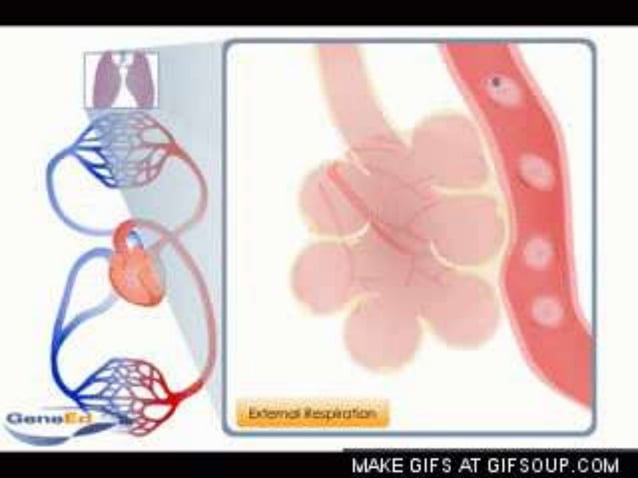 External Respiration
GeneEd
MAKE GIFS AT GIFSOUP.COM